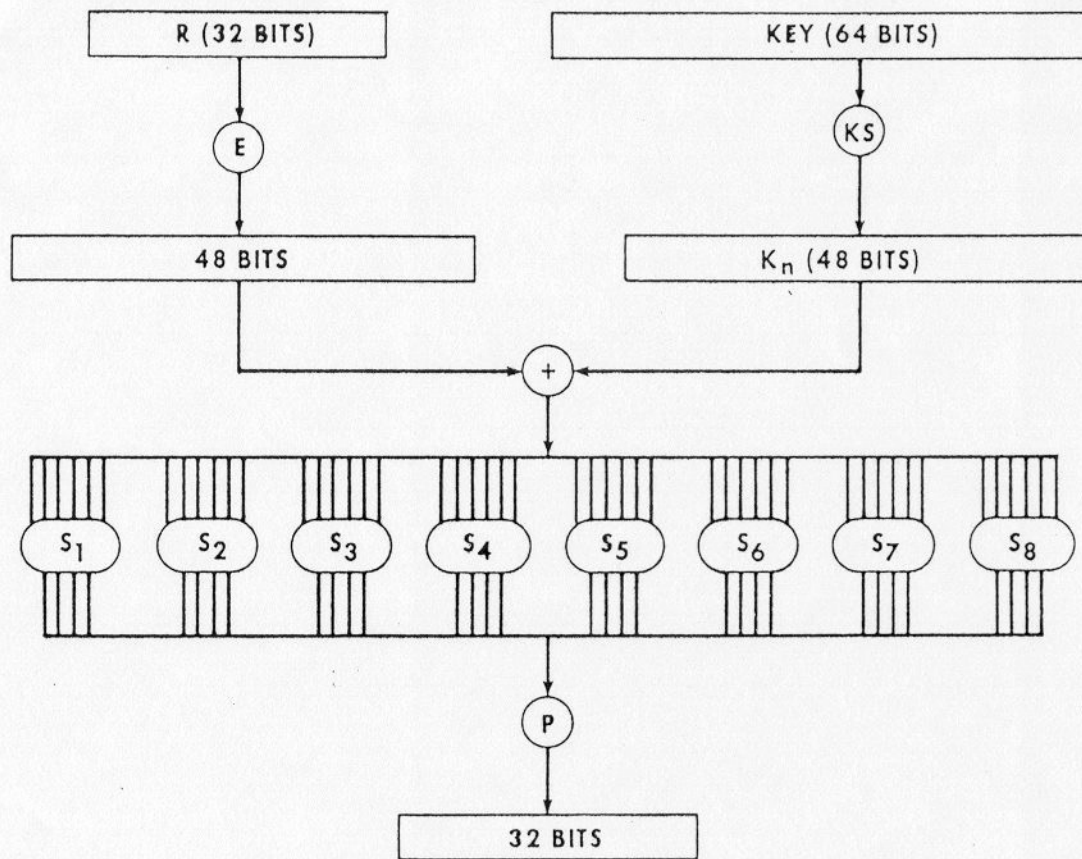 R (32 BITS)
KEY (64 BITS)
E
KS
48 BITS
Kn (48 BITS)
+
S1 S2 S3 S4 S5 S6 S7 S8
P
32 BITS